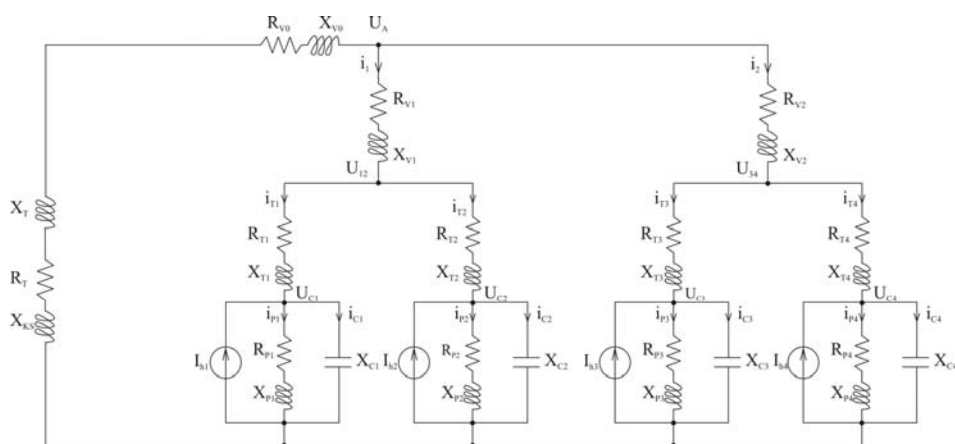 R_V0 X_V0 U_A
i_1 i_2
R_V1 R_V2
X_V1 X_V2
U_12 U_34
i_T1 i_T2 i_T3 i_T4
X_T
R_T1 R_T2 R_T3 R_T4
R_T
X_T1 X_T2 X_T3 X_T4
U_C1 U_C2 U_C3 U_C4
X_KS
i_P1 i_C1 i_P2 i_C2 i_P3 i_C3 i_P4 i_C4
I_h1 R_P1 X_C1 I_h2 R_P2 X_C2 I_h3 R_P3 X_C3 I_h4 R_P4 X_C4
X_P1 X_P2 X_P3 X_P4